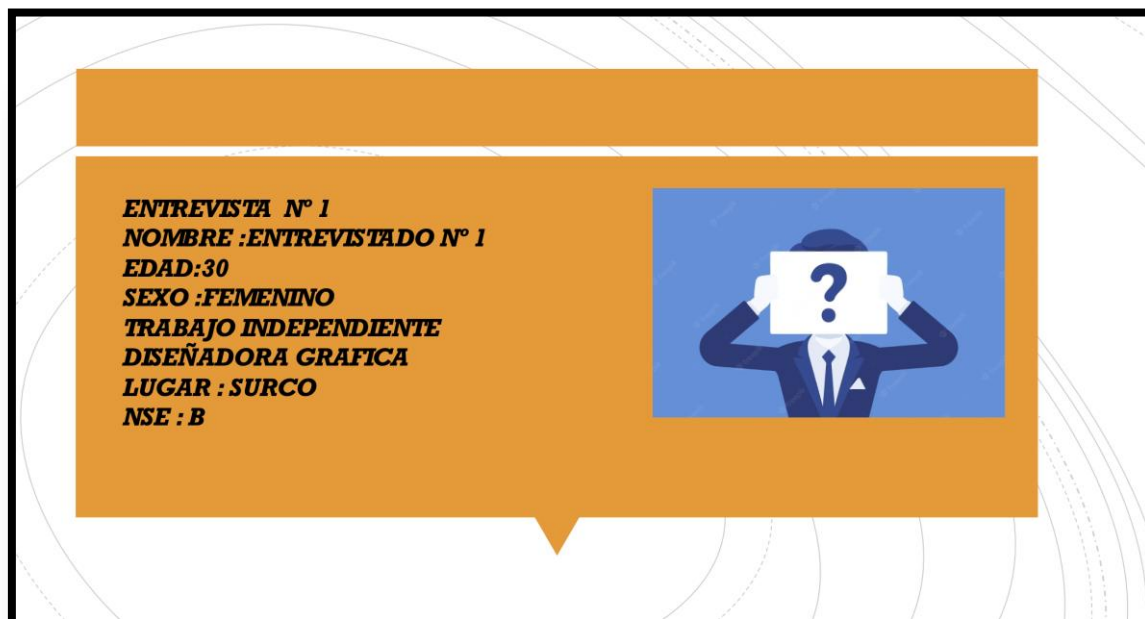 ENTREVISTA N° 1
NOMBRE :ENTREVISTADO N° 1
EDAD:30
SEXO :FEMENINO
TRABAJO INDEPENDIENTE
DISEÑADORA GRAFICA
LUGAR : SURCO
NSE : B
?